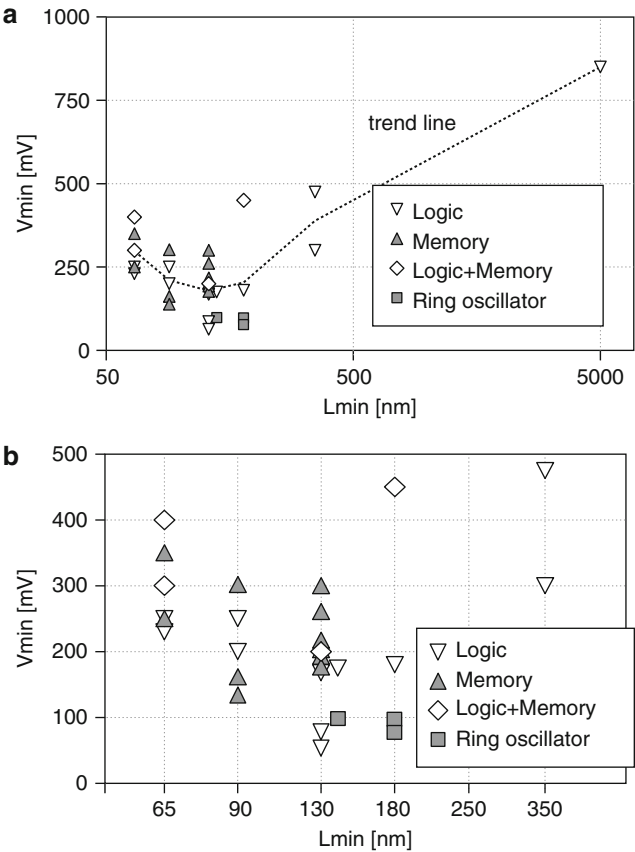 a
1000
750
500
250
0
Vmin [mV]
trend line
Logic
Memory
Logic+Memory
Ring oscillator
50
500
5000
Lmin [nm]
b
500
400
300
200
100
0
Vmin [mV]
Logic
Memory
Logic+Memory
Ring oscillator
65
90
130
180
250
350
Lmin [nm]